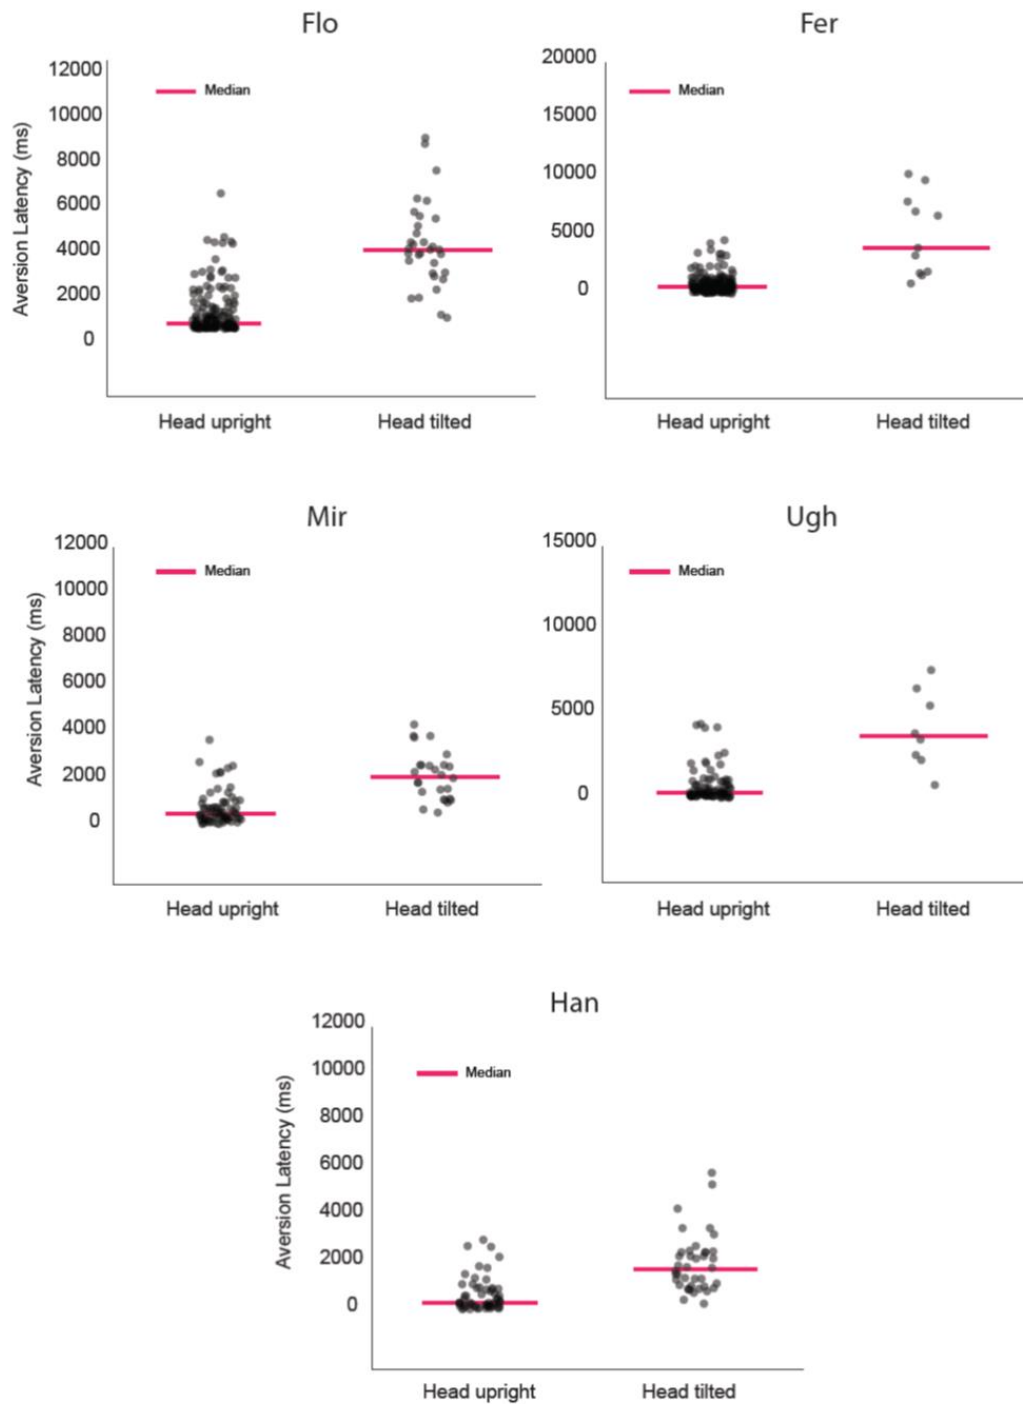 Flo
Fer
12000
10000
8000
6000
4000
2000
0
Aversion Latency (ms)
Median
Head upright
Head tilted
20000
15000
10000
5000
0
Median
Head upright
Head tilted
Mir
Ugh
12000
10000
8000
6000
4000
2000
0
Aversion Latency (ms)
Median
Head upright
Head tilted
15000
10000
5000
0
Median
Head upright
Head tilted
Han
12000
10000
8000
6000
4000
2000
0
Aversion Latency (ms)
Median
Head upright
Head tilted